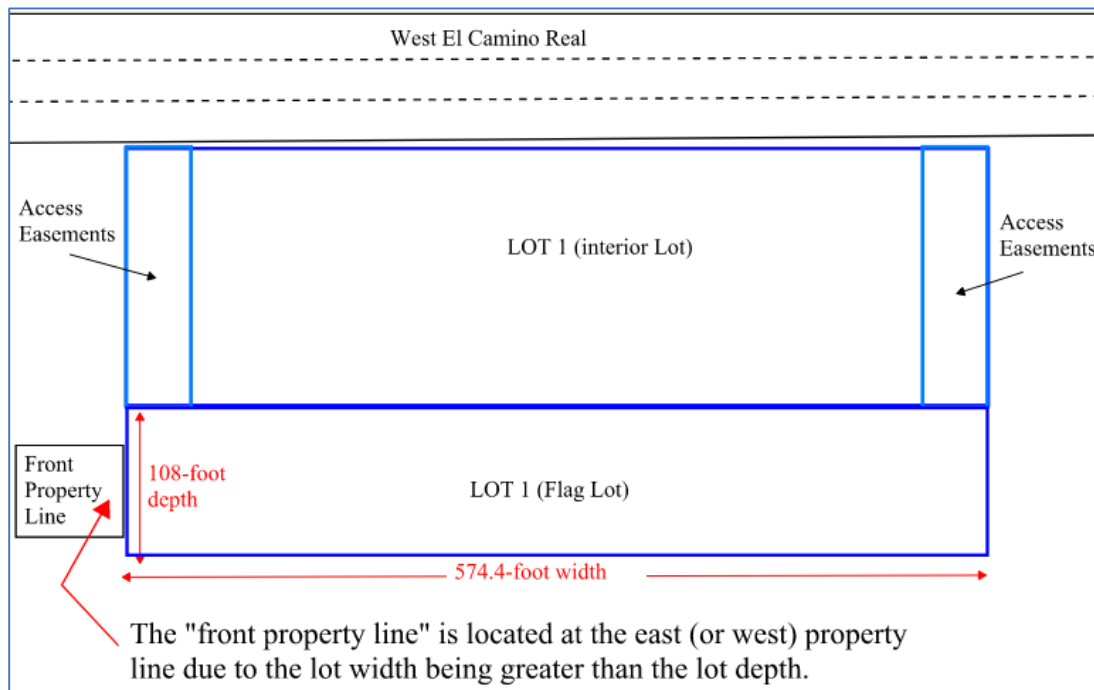 West El Camino Real
Access
Easements
Access
Easements
LOT 1 (interior Lot)
Front
Property
Line
108-foot
depth
LOT 1 (Flag Lot)
574.4-foot width
The "front property line" is located at the east (or west) property
line due to the lot width being greater than the lot depth.